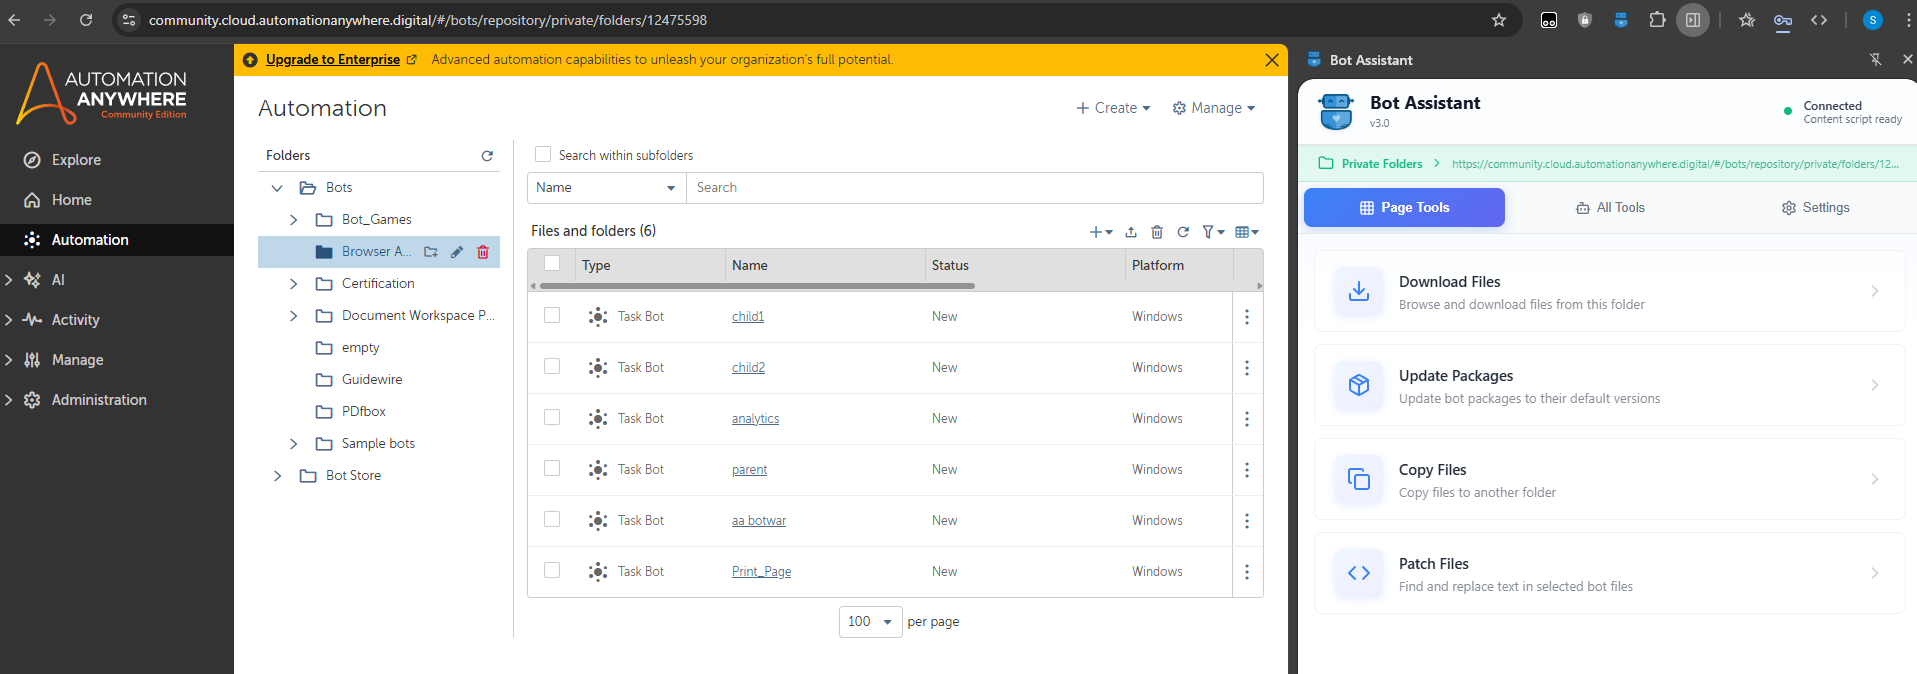 community.cloud.automationanywhere.digital/#/bots/repository/private/folders/12475598
S
AUTOMATION
ANYWHERE
Community Edition
Explore
Home
Automation
AI
Activity
Manage
Administration
Upgrade to Enterprise Advanced automation capabilities to unleash your organization's full potential.
Automation
Create
Manage
Folders
Bots
Bot_Games
Browser A...
Certification
Document Workspace P...
empty
Guidewire
PDfbox
Sample bots
Bot Store
Search within subfolders
Name Search
Files and folders (6)
Type Name Status Platform
Task Bot child1 New Windows
Task Bot child2 New Windows
Task Bot analytics New Windows
Task Bot parent New Windows
Task Bot aa botwar New Windows
Task Bot Print_Page New Windows
100 per page
Bot Assistant
Bot Assistant
v3.0
Connected
Content script ready
Private Folders https://community.cloud.automationanywhere.digital/#/bots/repository/private/folders/12...
Page Tools All Tools Settings
Download Files
Browse and download files from this folder
Update Packages
Update bot packages to their default versions
Copy Files
Copy files to another folder
Patch Files
Find and replace text in selected bot files